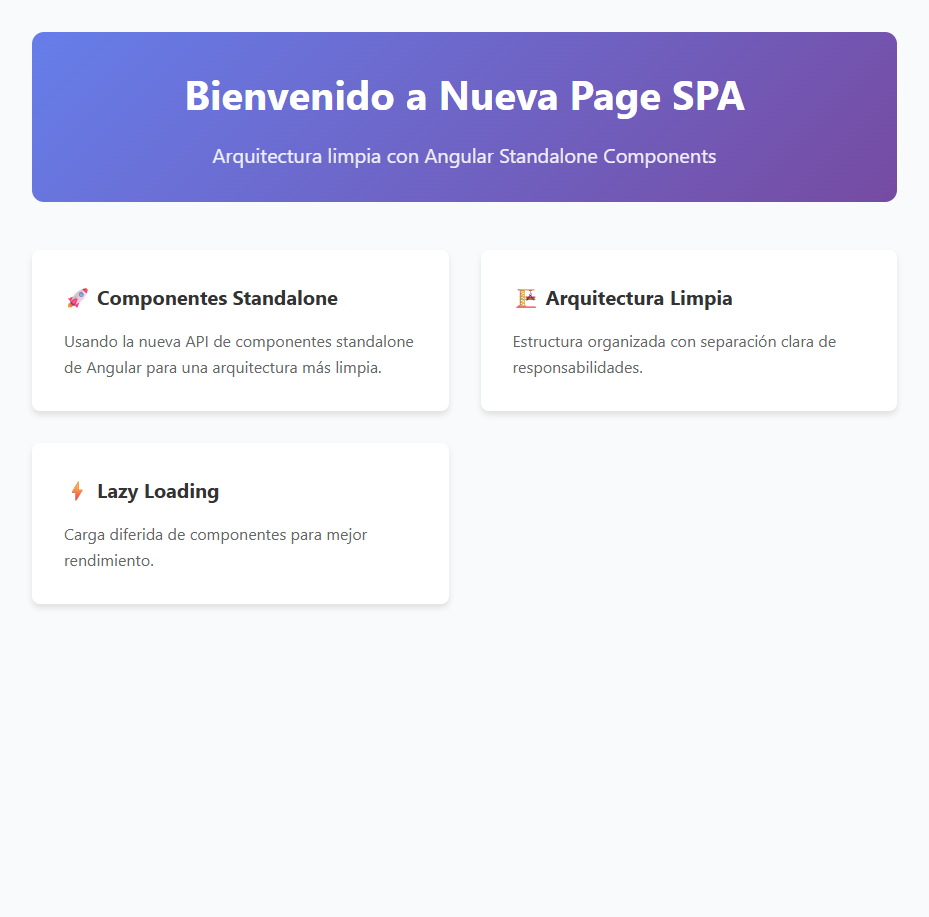 Bienvenido a Nueva Page SPA
Arquitectura limpia con Angular Standalone Components
🚀 Componentes Standalone
Usando la nueva API de componentes standalone
de Angular para una arquitectura más limpia.
🏗️ Arquitectura Limpia
Estructura organizada con separación clara de
responsabilidades.
⚡ Lazy Loading
Carga diferida de componentes para mejor
rendimiento.